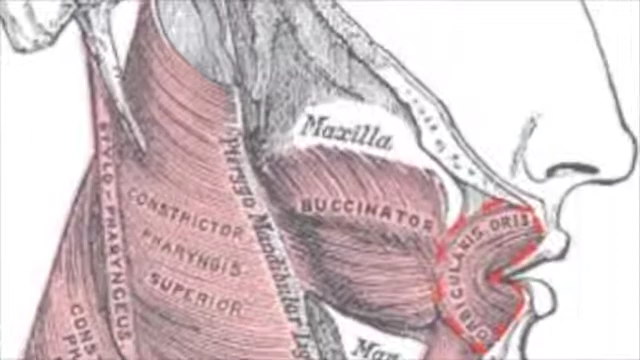 Maxilla
BUCCINATOR
ORBICULARIS ORIS
STYLO-PHARYNGEUS
CONSTRICTOR
PHARYNGIS
SUPERIOR
Pterygo Mandibular Lig
Man
CONS
PH